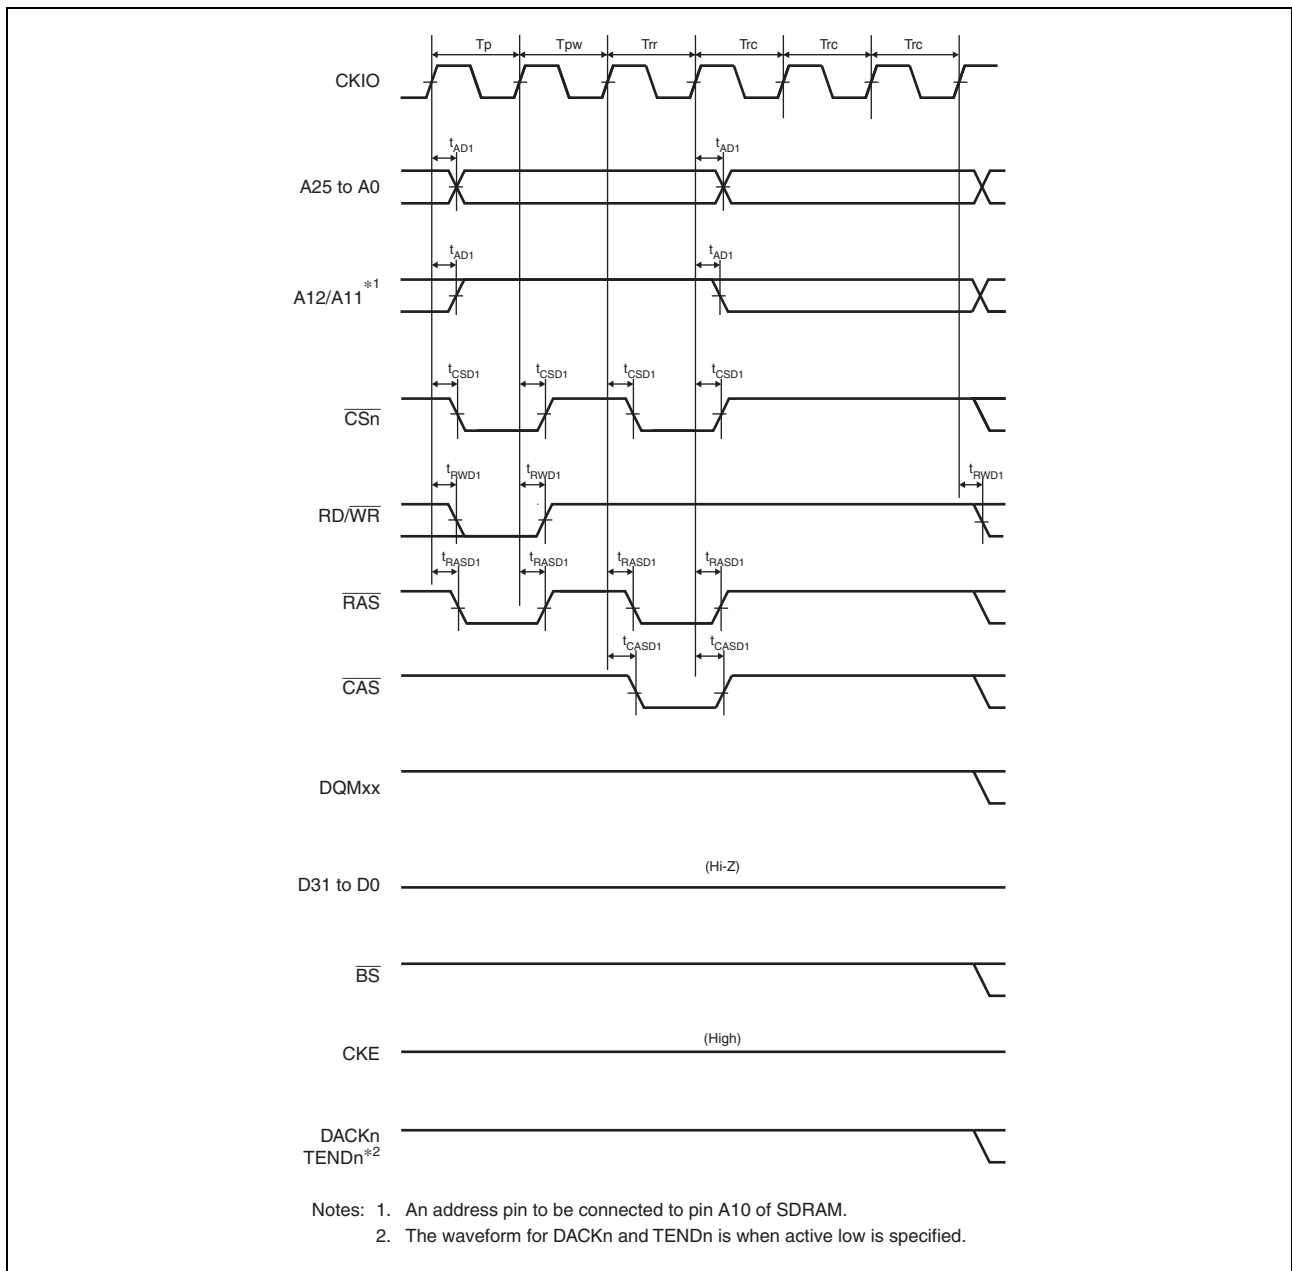 Tp Tpw Trr Trc Trc Trc
CKIO
tAD1 tAD1
A25 to A0
tAD1 tAD1
A12/A11*1
tCSD1 tCSD1 tCSD1 tCSD1
CSn
tRWD1 tRWD1 tRWD1
RD/WR
tRASD1 tRASD1 tRASD1 tRASD1
RAS
tCASD1 tCASD1
CAS
DQMxx
(Hi-Z)
D31 to D0
BS
(High)
CKE
DACKn
TENDn*2
Notes: 1. An address pin to be connected to pin A10 of SDRAM.
2. The waveform for DACKn and TENDn is when active low is specified.